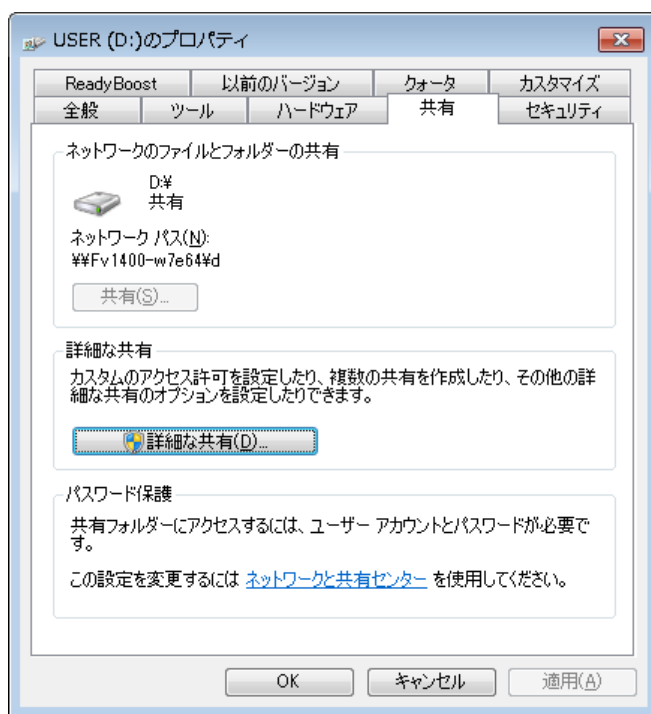 USER (D:)のプロパティ
ReadyBoost 以前のバージョン クォータ カスタマイズ
全般 ツール ハードウェア 共有 セキュリティ
ネットワークのファイルとフォルダーの共有
D:¥
共有
ネットワーク パス(N):
¥¥Fv1400-w7e64¥d
共有(S)...
詳細な共有
カスタムのアクセス許可を設定したり、複数の共有を作成したり、その他の詳
細な共有のオプションを設定したりできます。
詳細な共有(D)...
パスワード保護
共有フォルダーにアクセスするには、ユーザー アカウントとパスワードが必要で
す。
この設定を変更するには ネットワークと共有センター を使用してください。
OK キャンセル 適用(A)